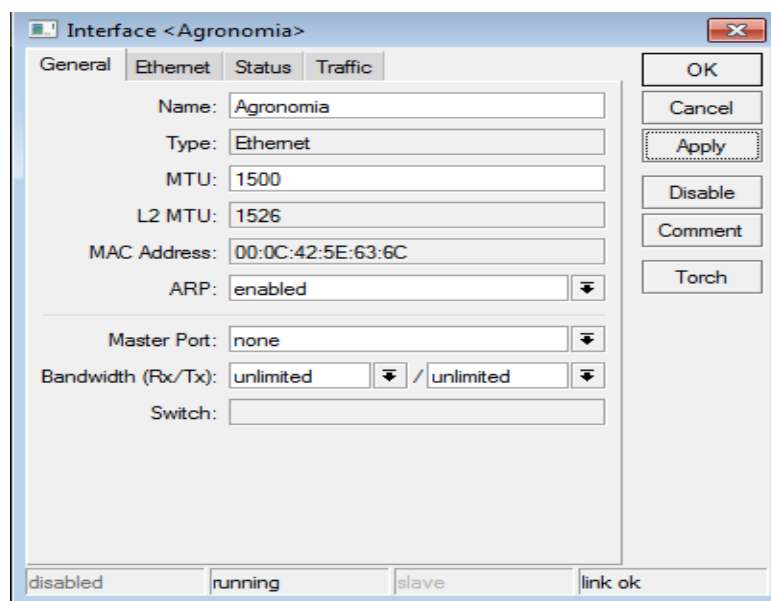 Interface <Agronomia>
General Ethernet Status Traffic
OK
Name: Agronomia
Cancel
Type: Ethernet
Apply
MTU: 1500
Disable
L2 MTU: 1526
Comment
MAC Address: 00:0C:42:5E:63:6C
Torch
ARP: enabled
Master Port: none
Bandwidth (Rx/Tx): unlimited / unlimited
Switch:
disabled running slave link ok